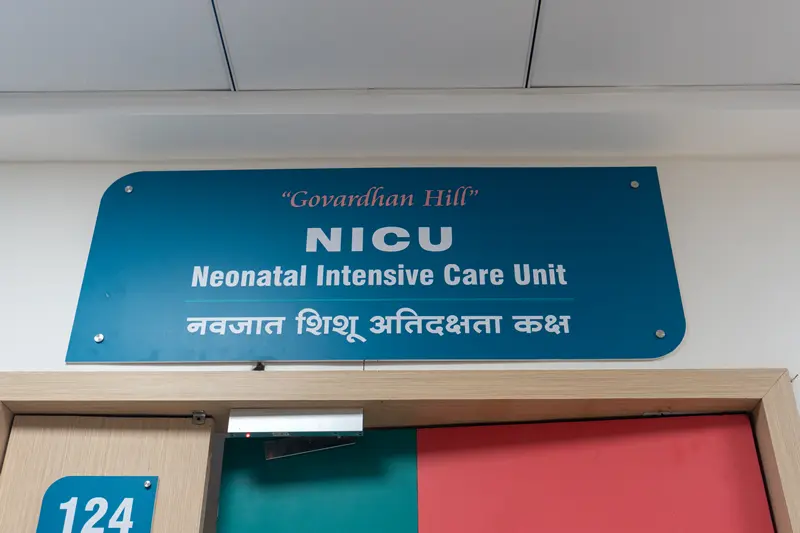 “Govardhan Hill”
NICU
Neonatal Intensive Care Unit
नवजात शिशू अतिदक्षता कक्ष
124